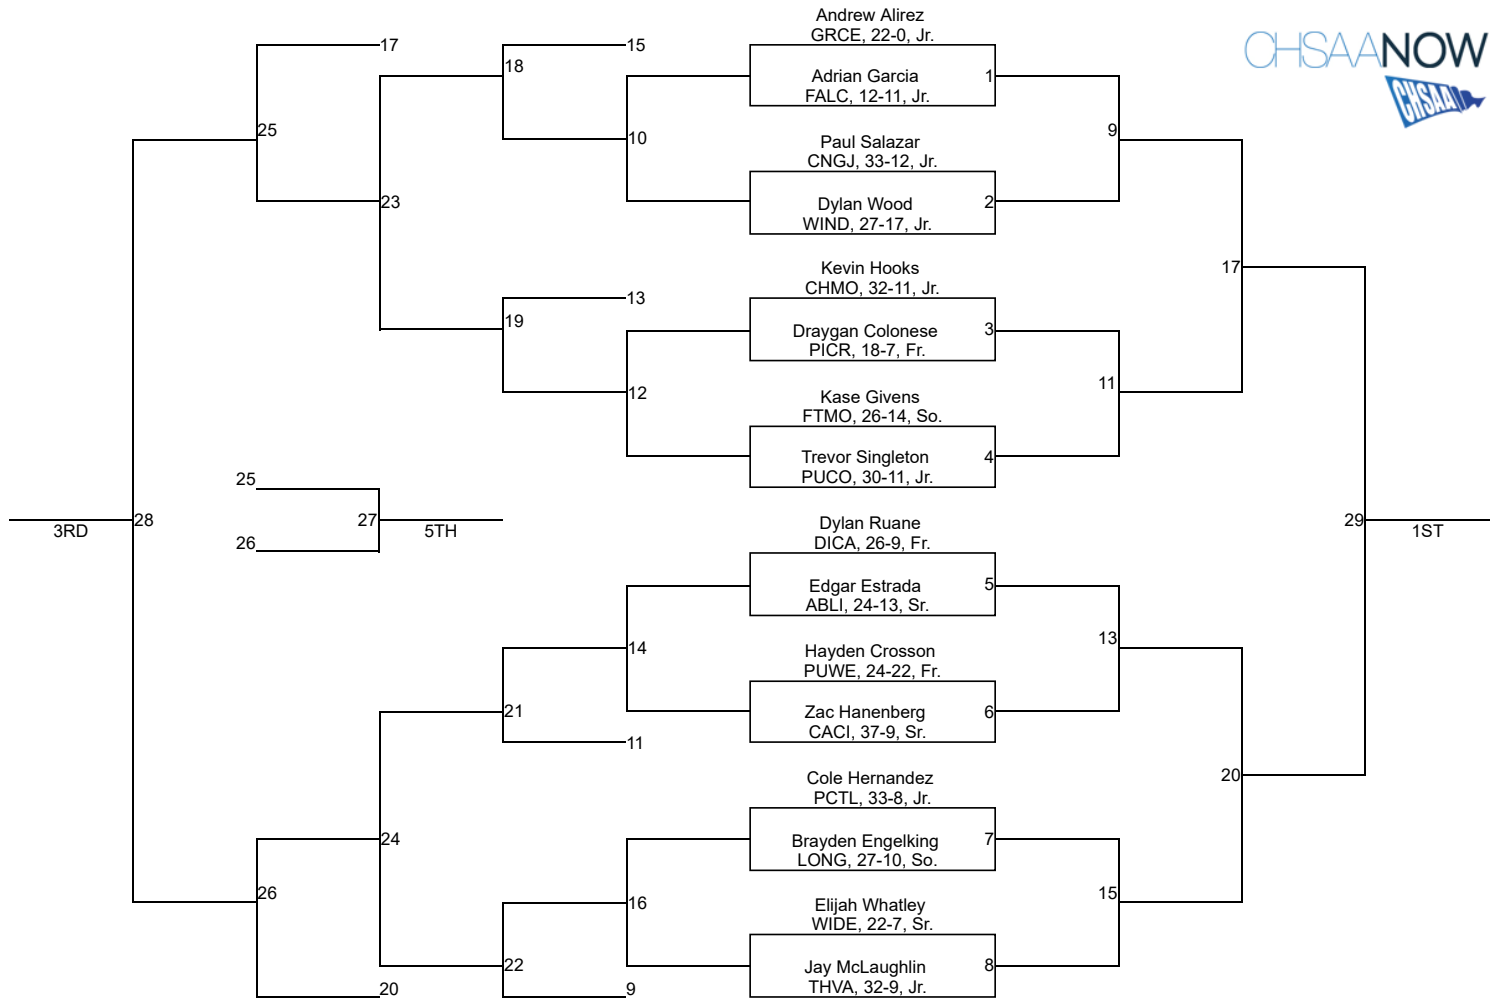 Andrew Alirez
GRCE, 22-0, Jr.
CHSAANOW
CHSAA
17
15
18
Adrian Garcia
FALC, 12-11, Jr.
1
25
10
9
Paul Salazar
CNGJ, 33-12, Jr.
23
Dylan Wood
WIND, 27-17, Jr.
2
Kevin Hooks
CHMO, 32-11, Jr.
17
13
19
Draygan Colonese
PICR, 18-7, Fr.
3
12
11
Kase Givens
FTMO, 26-14, So.
Trevor Singleton
PUCO, 30-11, Jr.
4
25
3RD
28
27
5TH
26
Dylan Ruane
DICA, 26-9, Fr.
29
1ST
Edgar Estrada
ABLI, 24-13, Sr.
5
14
13
Hayden Crosson
PUWE, 24-22, Fr.
21
Zac Hanenberg
CACI, 37-9, Sr.
6
11
Cole Hernandez
PCTL, 33-8, Jr.
20
24
Brayden Engelking
LONG, 27-10, So.
7
26
16
15
Elijah Whatley
WIDE, 22-7, Sr.
22
Jay McLaughlin
THVA, 32-9, Jr.
8
20
9